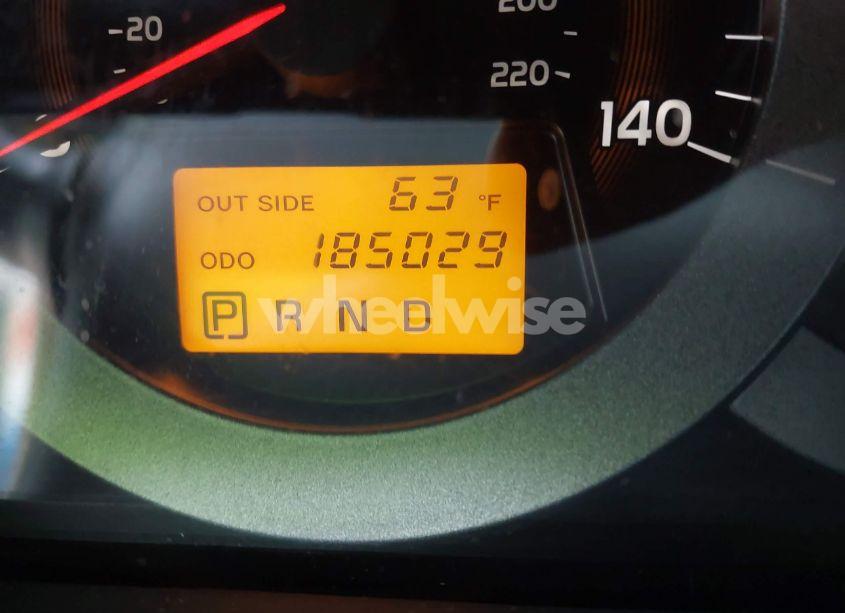 20
200
220
140
OUT SIDE 63 °F
ODO 185029
P R N D
wheelwise